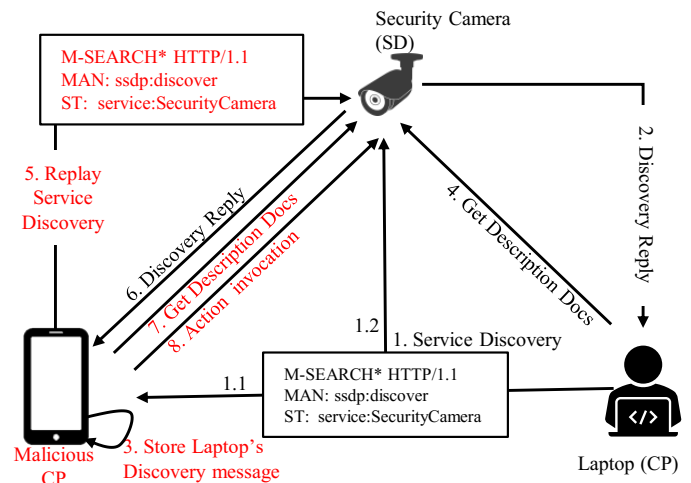 Security Camera
(SD)
M-SEARCH* HTTP/1.1
MAN: ssdp:discover
ST: service:SecurityCamera
5. Replay
Service
Discovery
2. Discovery Reply
4. Get Description Docs
6. Discovery Reply
7. Get Description Docs
8. Action invocation
1.2
1. Service Discovery
1.1
M-SEARCH* HTTP/1.1
MAN: ssdp:discover
ST: service:SecurityCamera
3. Store Laptop's
Discovery message
Malicious
CP
Laptop (CP)